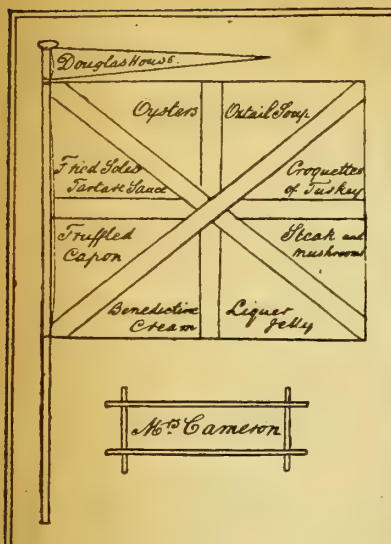 Douglas House.
Oysters
Oxtail Soup
Fried Soles
Tartare Sauce
Croquettes
of Turkey
Truffled
Capon
Steak and
mushrooms
Benedictine
Cream
Liquer
Jelly
Mrs Cameron